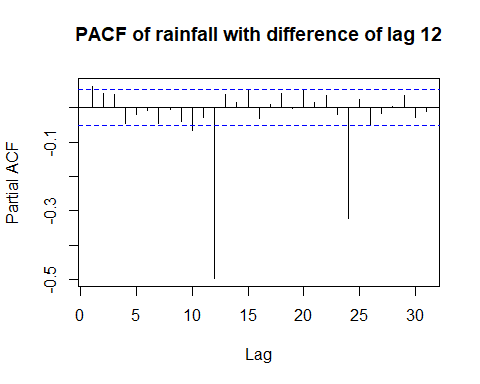 PACF of rainfall with difference of lag 12
Partial ACF
-0.1
-0.3
-0.5
0 5 10 15 20 25 30
Lag